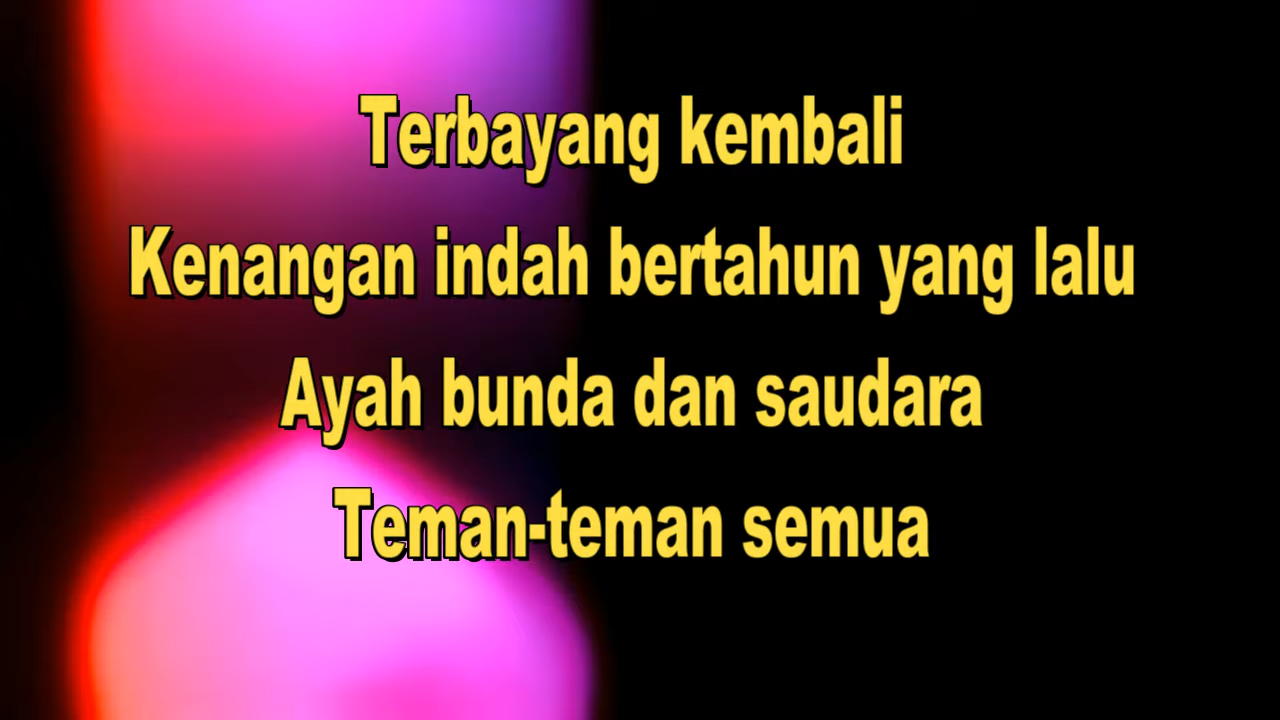 Terbayang kembali
Kenangan indah bertahun yang lalu
Ayah bunda dan saudara
Teman-teman semua